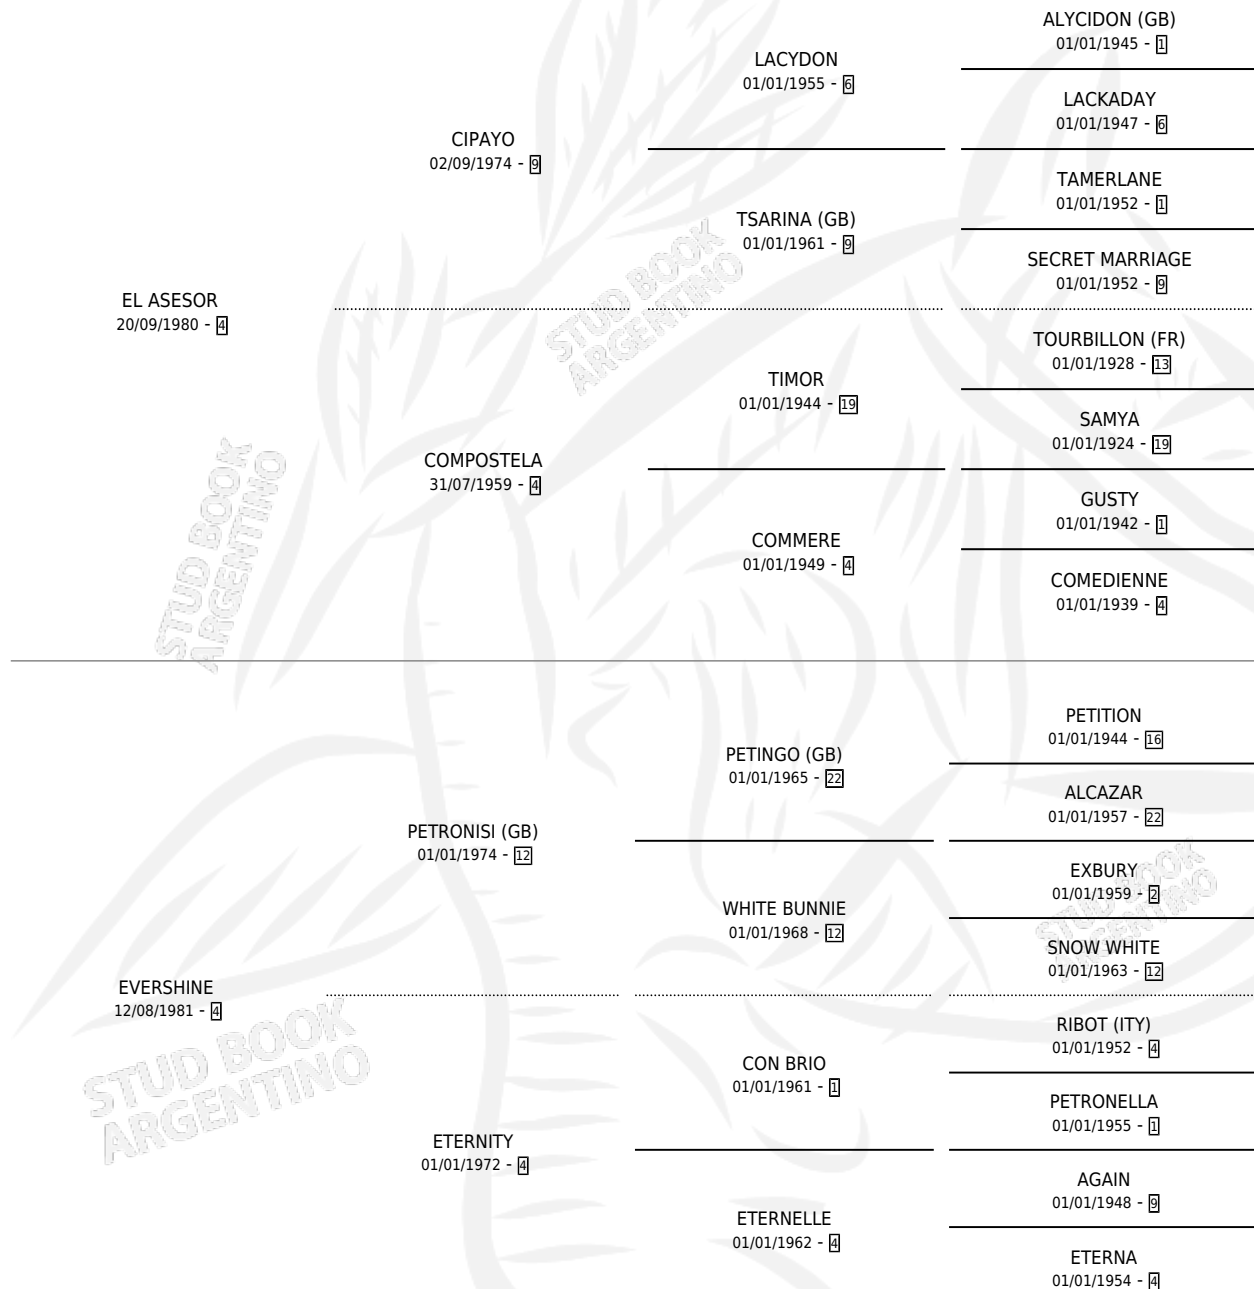 ALYCIDON (GB)
01/01/1945 - 1
LACYDON
01/01/1955 - 6
LACKADAY
01/01/1947 - 6
CIPAYO
02/09/1974 - 9
TAMERLANE
01/01/1952 - 1
TSARINA (GB)
01/01/1961 - 9
SECRET MARRIAGE
01/01/1952 - 9
EL ASESOR
20/09/1980 - 4
STUD BOOK
ARGENTINO
TOURBILLON (FR)
01/01/1928 - 13
TIMOR
01/01/1944 - 19
SAMYA
01/01/1924 - 19
COMPOSTELA
31/07/1959 - 4
GUSTY
01/01/1942 - 1
COMMERE
01/01/1949 - 4
COMEDIENNE
01/01/1939 - 4
STUD BOOK
ARGENTINO
PETITION
01/01/1944 - 16
PETINGO (GB)
01/01/1965 - 22
ALCAZAR
01/01/1957 - 22
PETRONISI (GB)
01/01/1974 - 12
EXBURY
01/01/1959 - 2
WHITE BUNNIE
01/01/1968 - 12
SNOW WHITE
01/01/1963 - 12
STUD BOOK
ARGENTINO
EVERSHINE
12/08/1981 - 4
RIBOT (ITY)
01/01/1952 - 4
CON BRIO
01/01/1961 - 1
PETRONELLA
01/01/1955 - 1
STUD BOOK
ARGENTINO
ETERNITY
01/01/1972 - 4
AGAIN
01/01/1948 - 9
ETERNELLE
01/01/1962 - 4
ETERNA
01/01/1954 - 4